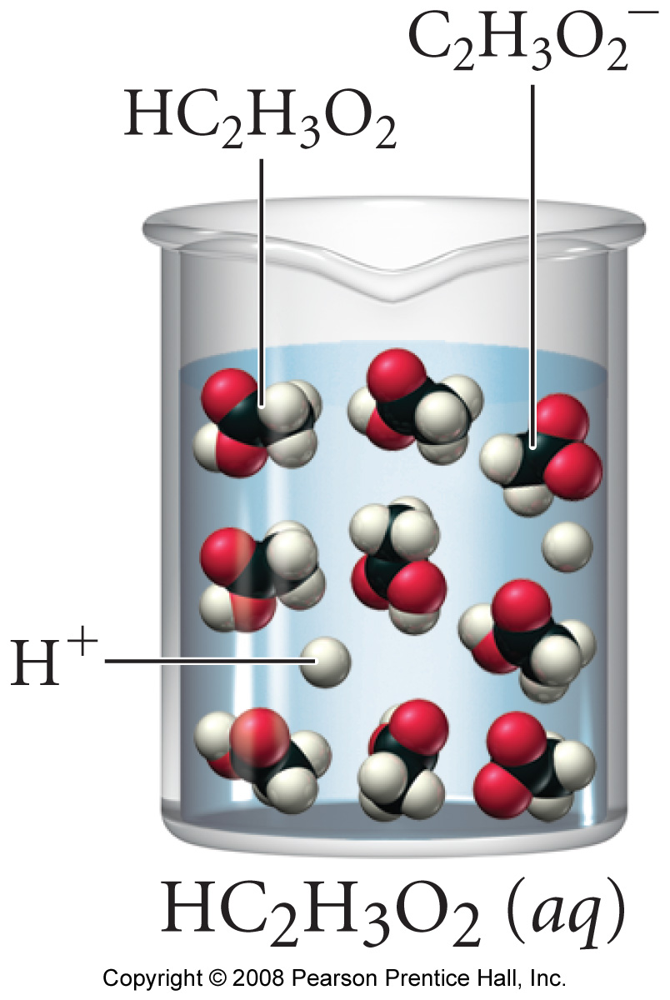 C₂H₃O₂⁻
HC₂H₃O₂
H⁺
HC₂H₃O₂ (aq)
Copyright © 2008 Pearson Prentice Hall, Inc.